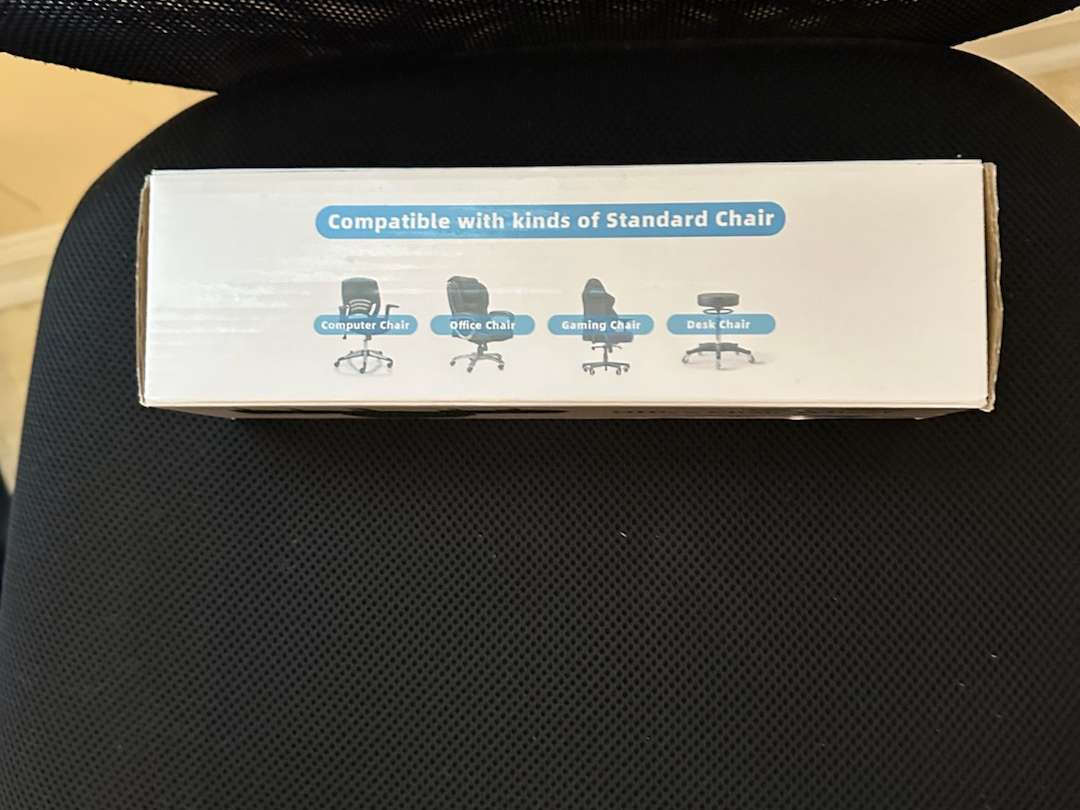 Compatible with kinds of Standard Chair
Computer Chair
Office Chair
Gaming Chair
Desk Chair